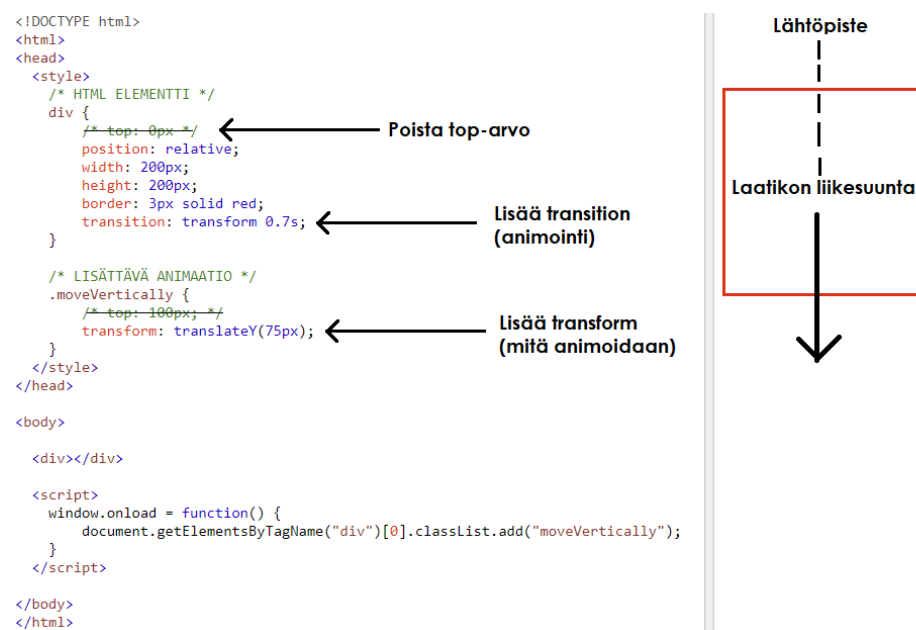 <!DOCTYPE html>
<html>
<head>
<style>
/* HTML ELEMENTTI */
div {
/* top: 0px */
position: relative;
width: 200px;
height: 200px;
border: 3px solid red;
transition: transform 0.7s;
}
/* LISÄTTÄVÄ ANIMAATIO */
.moveVertically {
/* top: 100px; */
transform: translateY(75px);
}
</style>
</head>
<body>
<div></div>
<script>
window.onload = function() {
document.getElementsByTagName("div")[0].classList.add("moveVertically");
}
</script>
</body>
</html>
Poista top-arvo
Lisää transition
(animointi)
Lisää transform
(mitä animoidaan)
Lähtöpiste
Laatikon liikesuunta